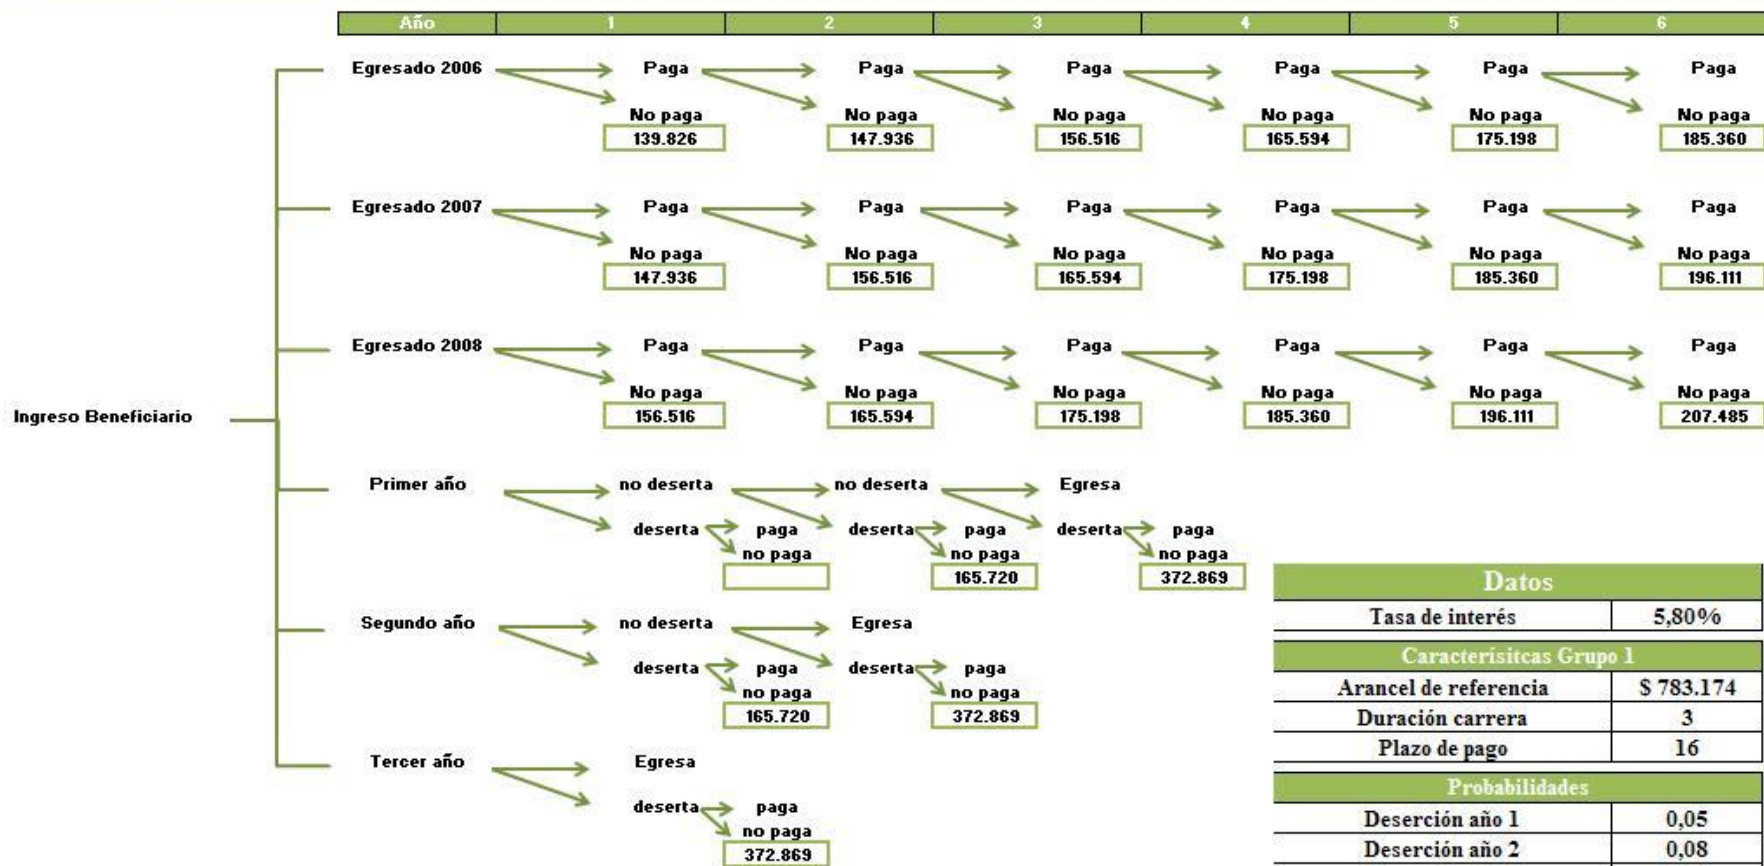 Año 1 2 3 4 5 6
Egresado 2006 Paga Paga Paga Paga Paga Paga
No paga No paga No paga No paga No paga No paga
139.826 147.936 156.516 165.594 175.198 185.360
Egresado 2007 Paga Paga Paga Paga Paga Paga
No paga No paga No paga No paga No paga No paga
147.936 156.516 165.594 175.198 185.360 196.111
Egresado 2008 Paga Paga Paga Paga Paga Paga
No paga No paga No paga No paga No paga No paga
156.516 165.594 175.198 185.360 196.111 207.485
Ingreso Beneficiario
Primer año no deserta no deserta Egresa
deserta paga deserta paga deserta paga
no paga no paga no paga
165.720 372.869
Segundo año no deserta Egresa
deserta paga deserta paga
no paga no paga
165.720 372.869
Tercer año Egresa
deserta paga
no paga
372.869
Datos
Tasa de interés 5,80%
Caracterísitcas Grupo 1
Arancel de referencia $ 783.174
Duración carrera 3
Plazo de pago 16
Probabilidades
Deserción año 1 0,05
Deserción año 2 0,08